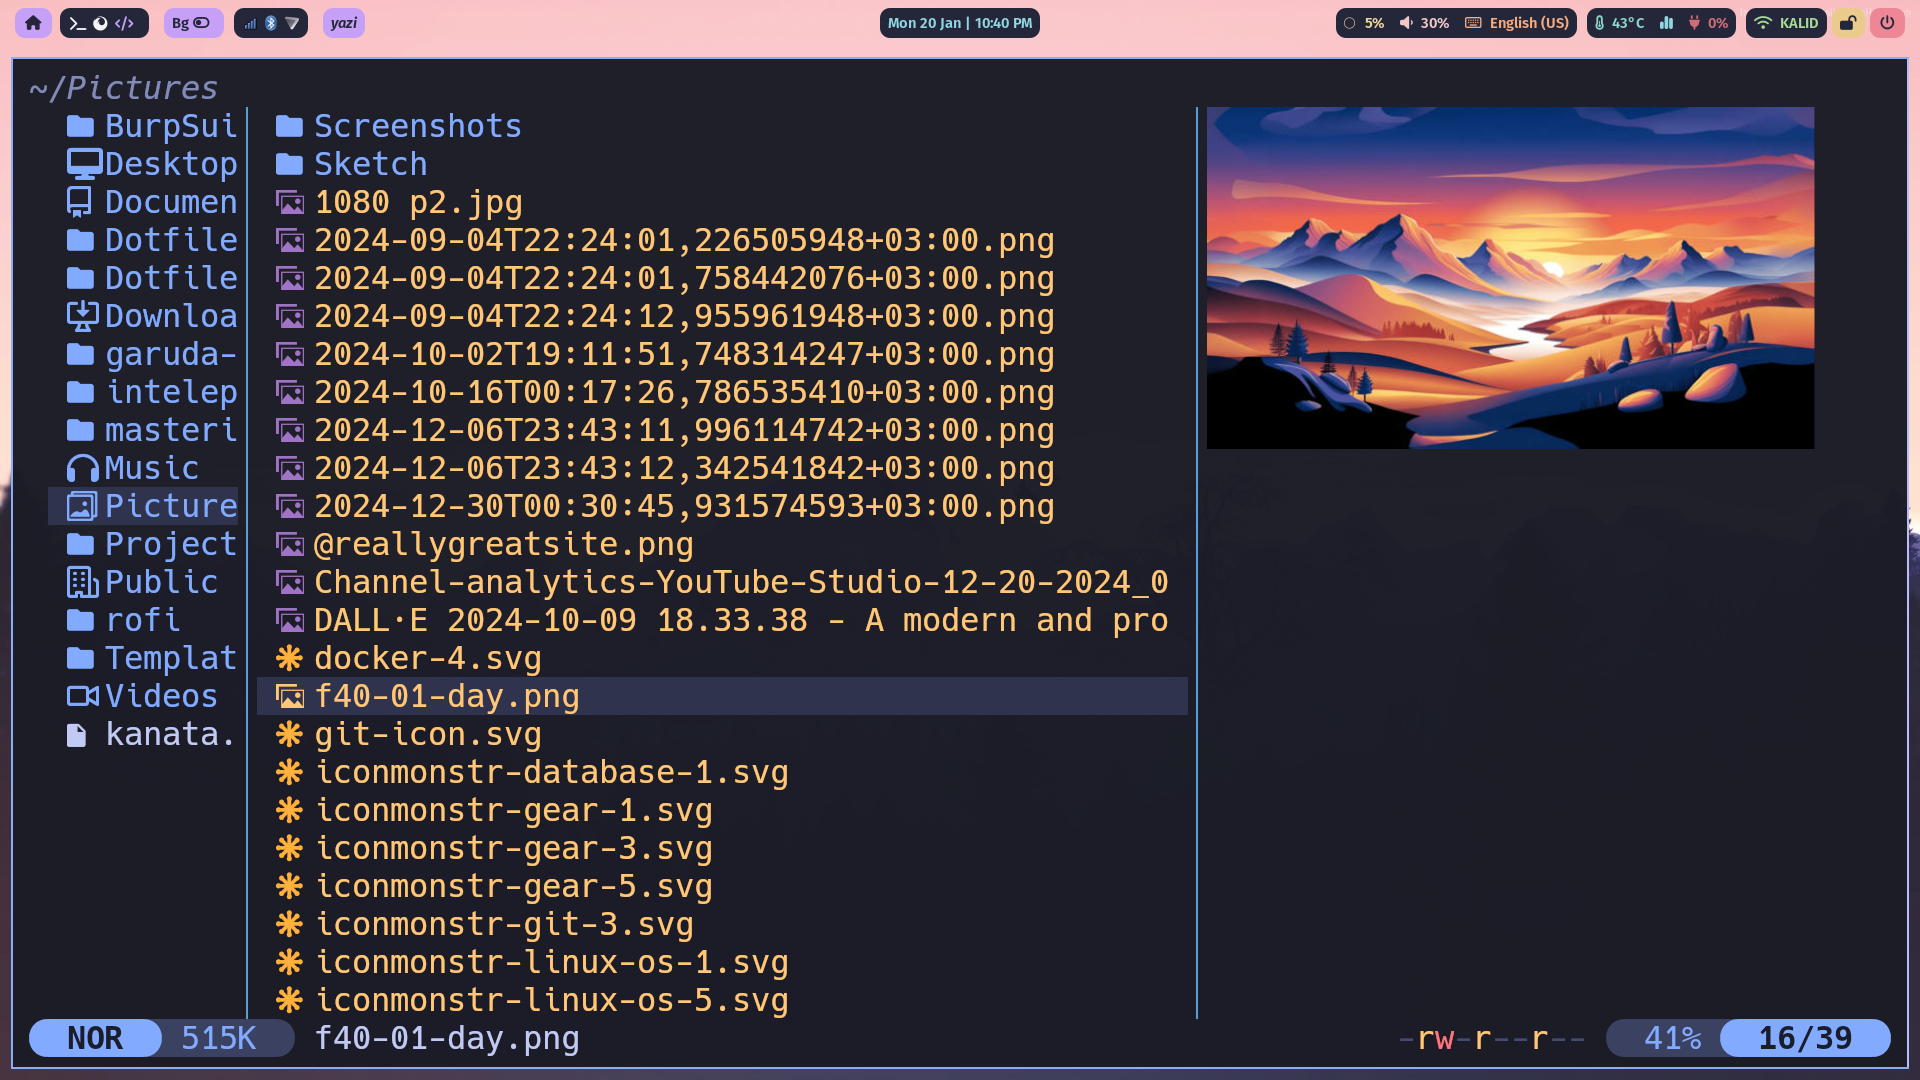 Bg
yazi
Mon 20 Jan | 10:40 PM
5%
30%
English (US)
43°C
0%
KALID
~/Pictures
BurpSui
Desktop
Documen
Dotfile
Dotfile
Downloa
garuda-
intelep
masteri
Music
Picture
Project
Public
rofi
Templat
Videos
kanata.
Screenshots
Sketch
1080 p2.jpg
2024-09-04T22:24:01,226505948+03:00.png
2024-09-04T22:24:01,758442076+03:00.png
2024-09-04T22:24:12,955961948+03:00.png
2024-10-02T19:11:51,748314247+03:00.png
2024-10-16T00:17:26,786535410+03:00.png
2024-12-06T23:43:11,996114742+03:00.png
2024-12-06T23:43:12,342541842+03:00.png
2024-12-30T00:30:45,931574593+03:00.png
@reallygreatsite.png
Channel-analytics-YouTube-Studio-12-20-2024_0
DALL·E 2024-10-09 18.33.38 - A modern and pro
docker-4.svg
f40-01-day.png
git-icon.svg
iconmonstr-database-1.svg
iconmonstr-gear-1.svg
iconmonstr-gear-3.svg
iconmonstr-gear-5.svg
iconmonstr-git-3.svg
iconmonstr-linux-os-1.svg
iconmonstr-linux-os-5.svg
NOR 515K f40-01-day.png -rw-r--r-- 41% 16/39